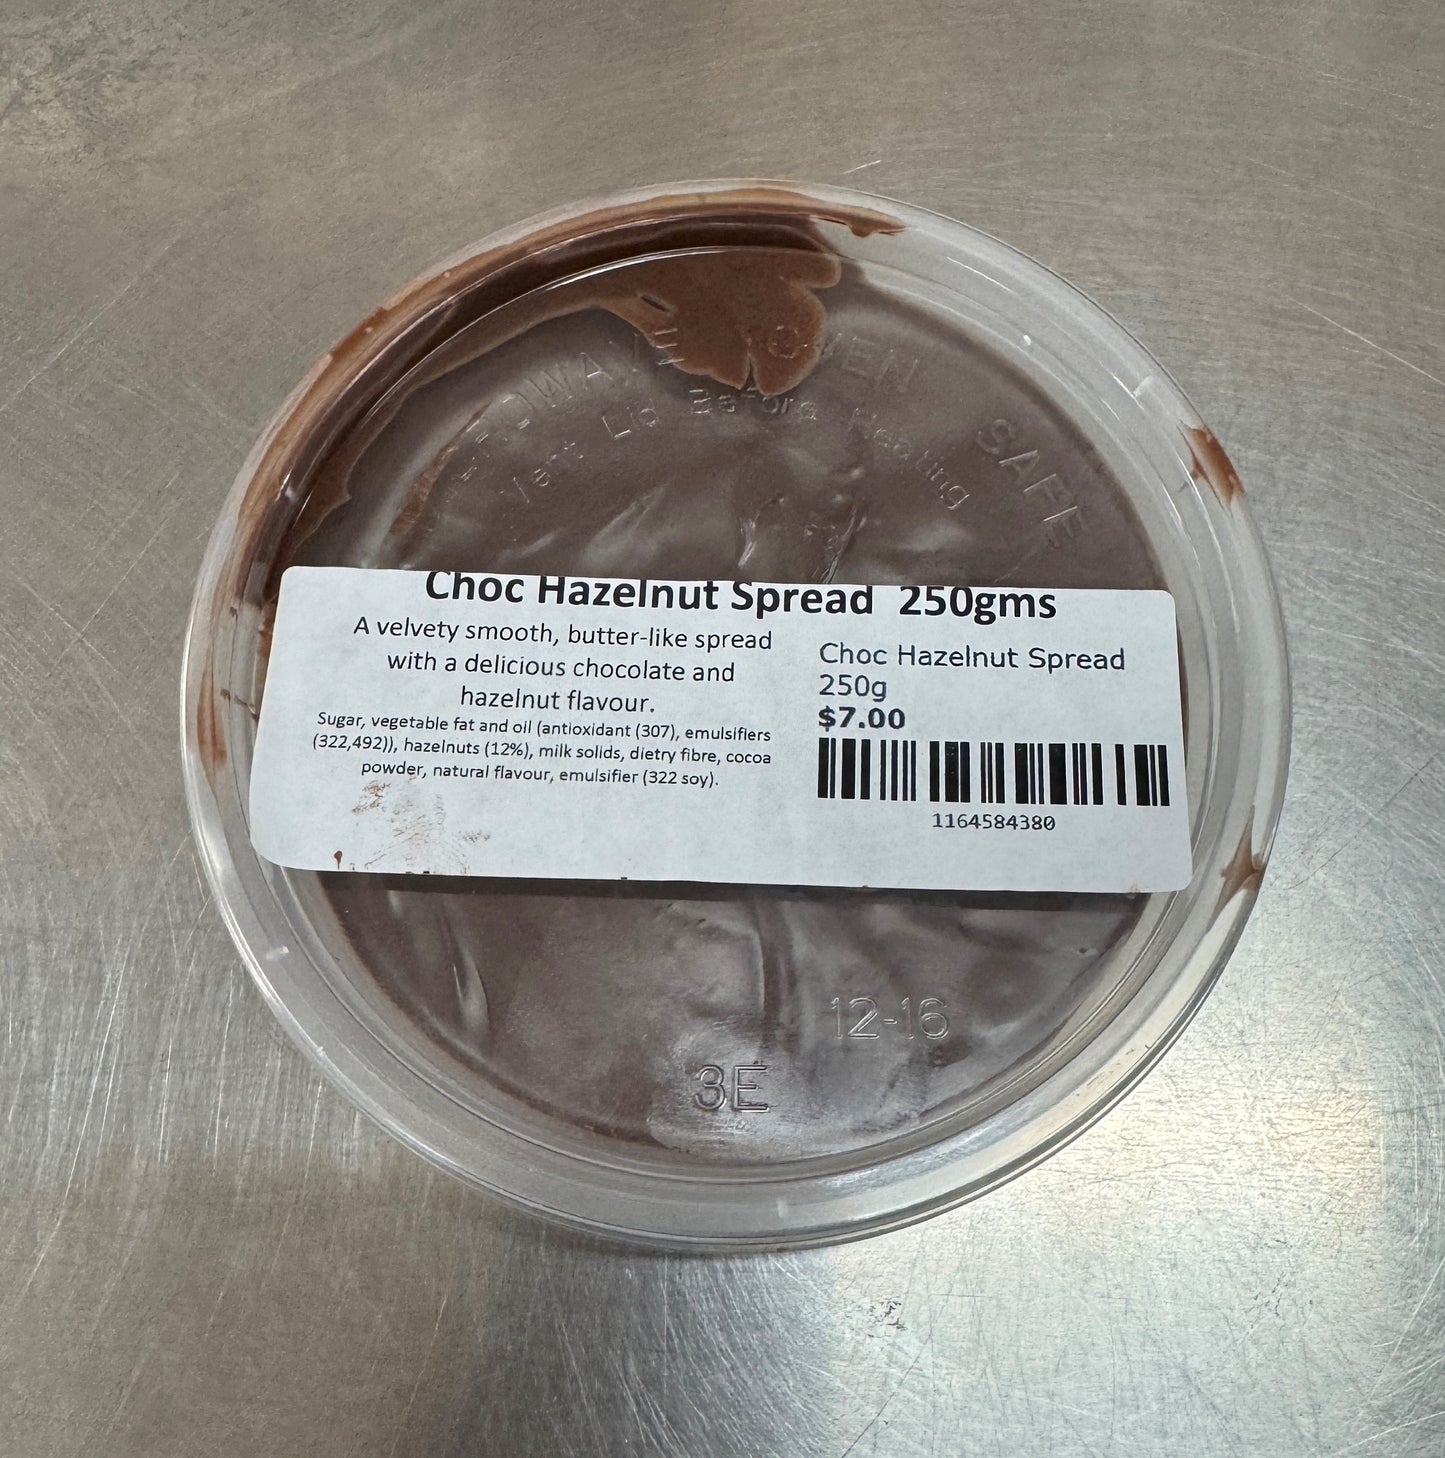 MICROWAVE OVEN SAFE
Vent Lid Before Heating
Choc Hazelnut Spread 250gms
A velvety smooth, butter-like spread
with a delicious chocolate and
hazelnut flavour.
Sugar, vegetable fat and oil (antioxidant (307), emulsifiers
(322,492)), hazelnuts (12%), milk solids, dietry fibre, cocoa
powder, natural flavour, emulsifier (322 soy).
Choc Hazelnut Spread
250g
$7.00
1164584380
12-16
3E